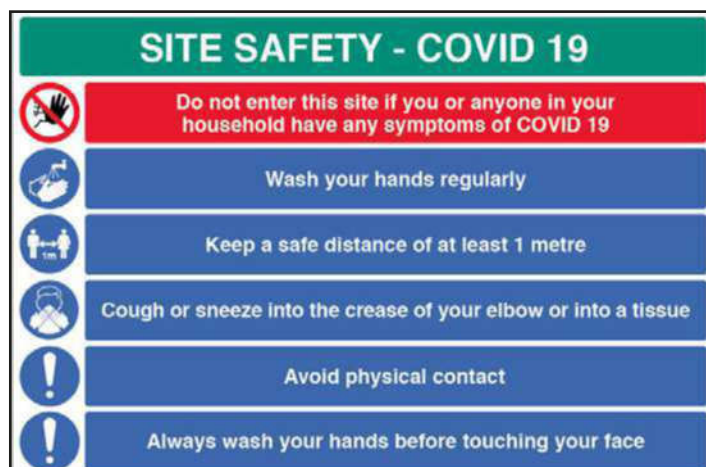 SITE SAFETY - COVID 19
Do not enter this site if you or anyone in your
household have any symptoms of COVID 19
Wash your hands regularly
1m
Keep a safe distance of at least 1 metre
Cough or sneeze into the crease of your elbow or into a tissue
Avoid physical contact
Always wash your hands before touching your face